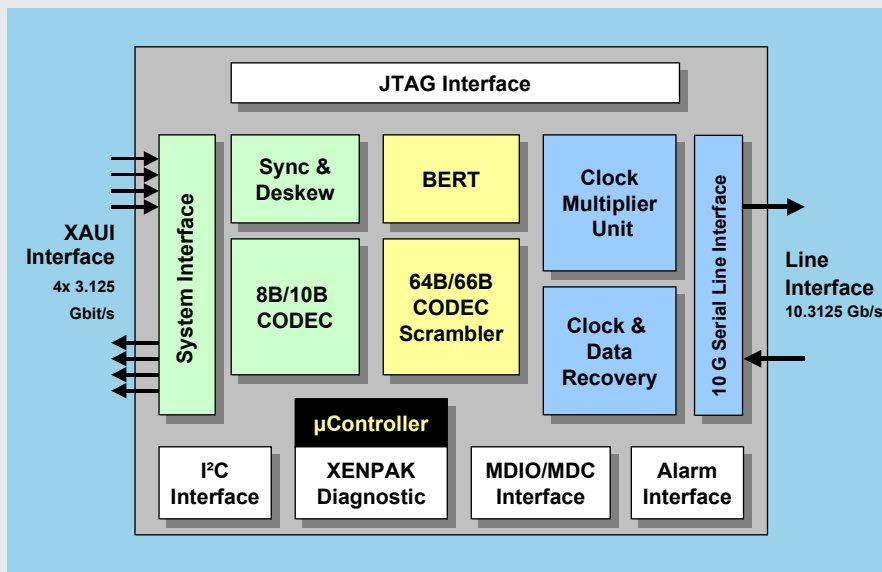 JTAG Interface
Sync &
Deskew
BERT
Clock
Multiplier
Unit
XAUI
Interface
4x 3.125
Gbit/s
System Interface
8B/10B
CODEC
64B/66B
CODEC
Scrambler
Clock &
Data
Recovery
10 G Serial Line Interface
Line
Interface
10.3125 Gb/s
µController
I²C
Interface
XENPAK
Diagnostic
MDIO/MDC
Interface
Alarm
Interface